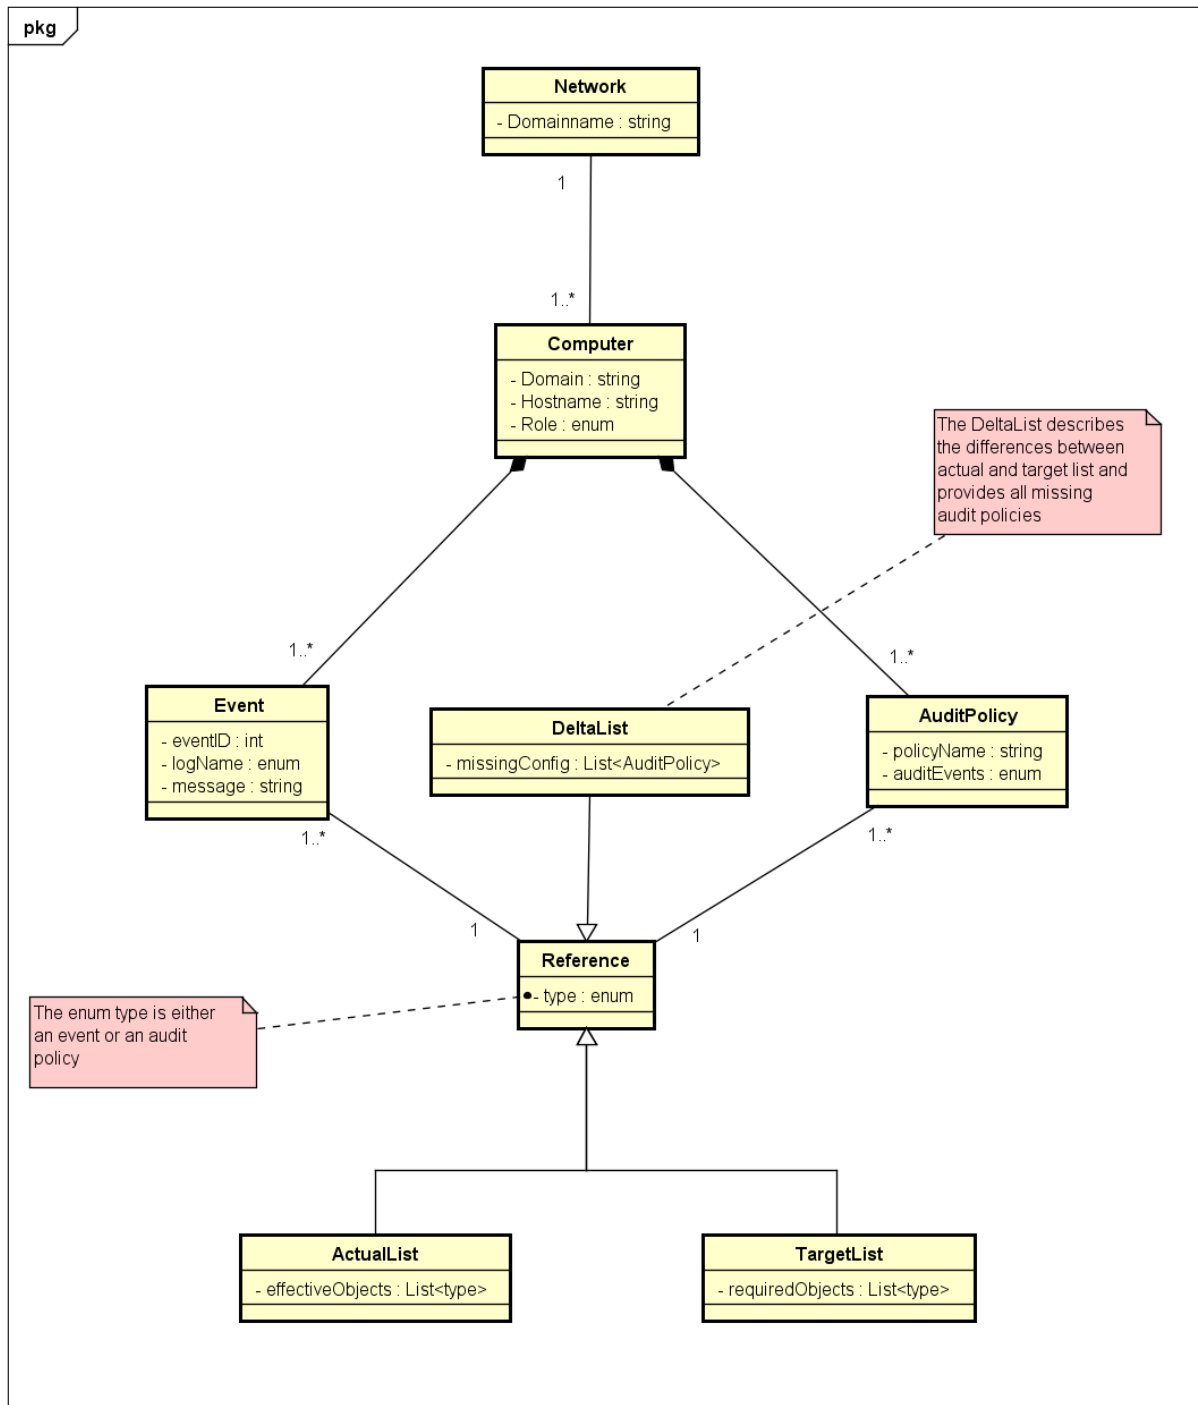 pkg
Network
- Domainname : string
1
1..*
Computer
- Domain : string
- Hostname : string
- Role : enum
The DeltaList describes
the differences between
actual and target list and
provides all missing
audit policies
1..*
1..*
Event
- eventID : int
- logName : enum
- message : string
DeltaList
- missingConfig : List<AuditPolicy>
AuditPolicy
- policyName : string
- auditEvents : enum
1..*
1..*
1
1
Reference
- type : enum
The enum type is either
an event or an audit
policy
ActualList
- effectiveObjects : List<type>
TargetList
- requiredObjects : List<type>